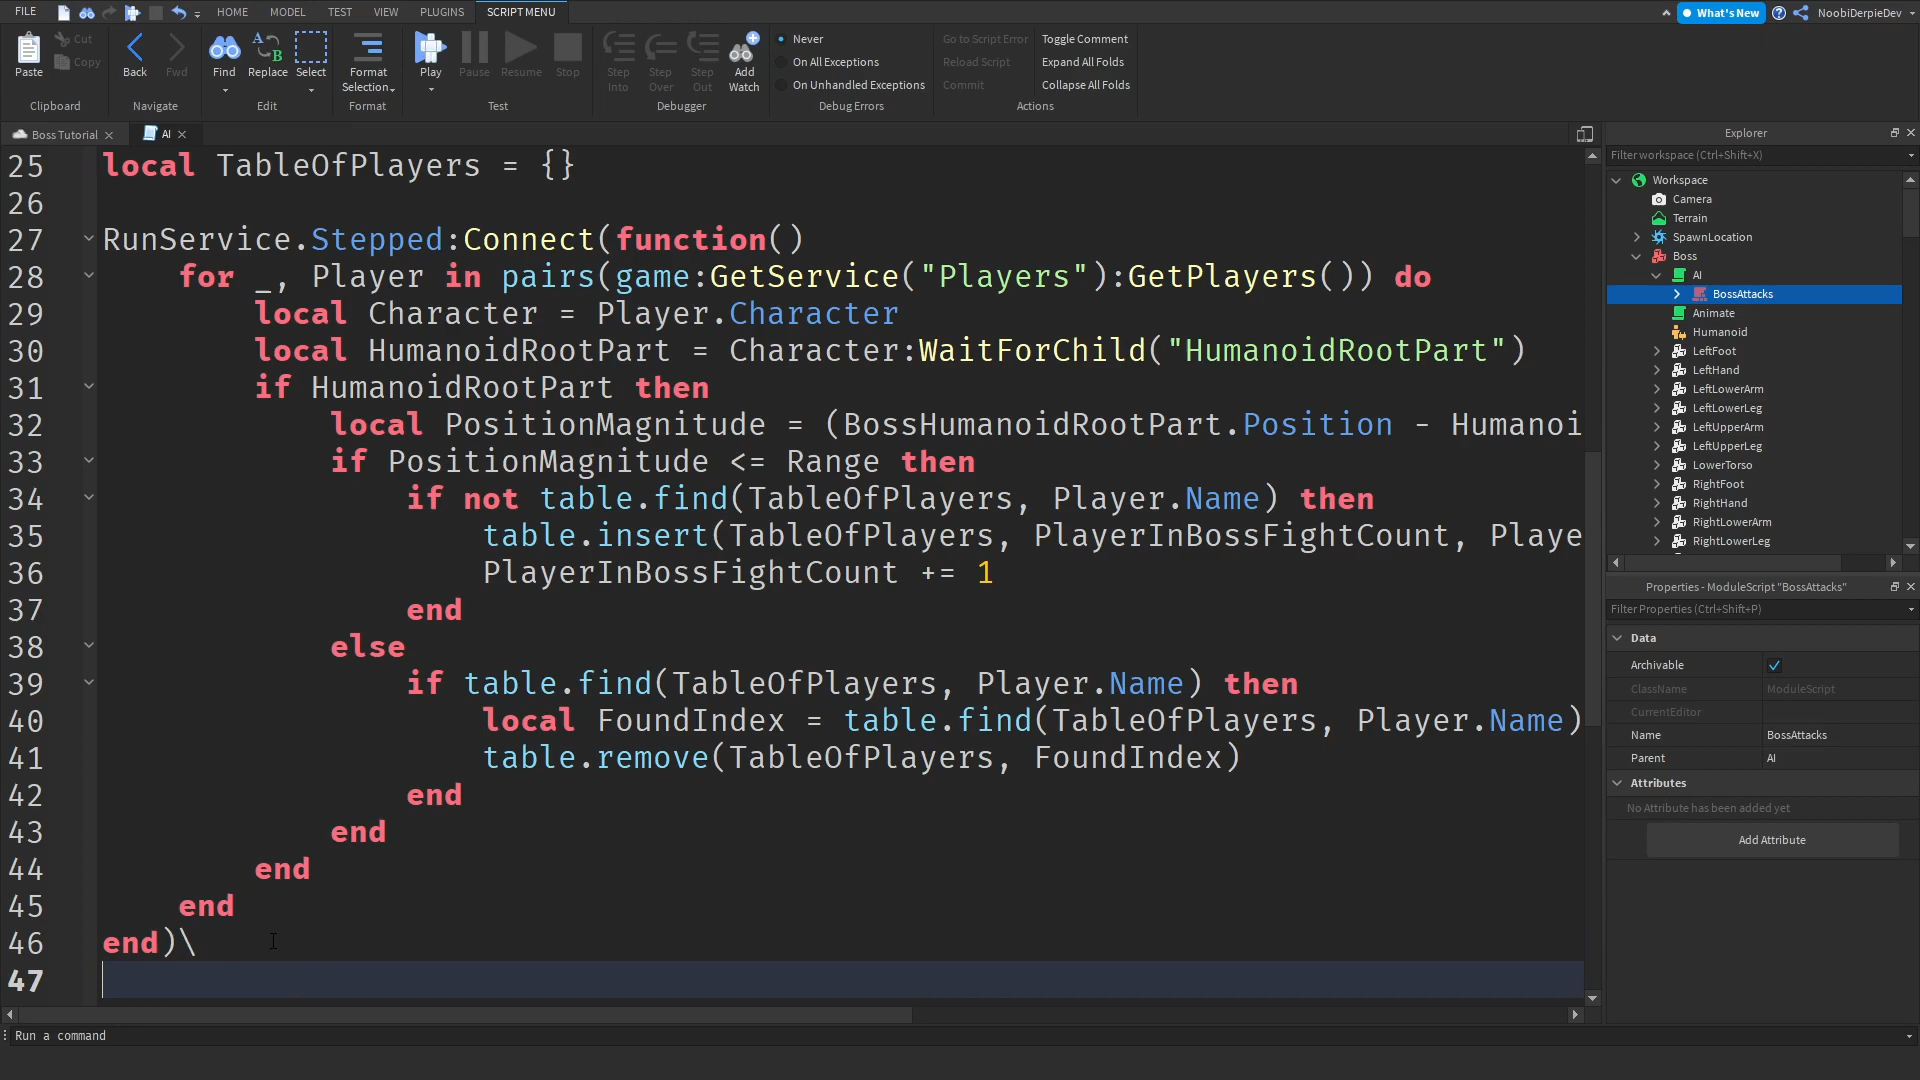 FILE HOME MODEL TEST VIEW PLUGINS SCRIPT MENU What's New NoobiDerpieDev
Paste Cut Copy Back Fwd Find Replace Select Format Selection Play Pause Resume Stop Step Into Step Over Step Out Add Watch
Never
On All Exceptions
On Unhandled Exceptions
Go to Script Error
Reload Script
Commit
Toggle Comment
Expand All Folds
Collapse All Folds
Clipboard Navigate Edit Format Test Debugger Debug Errors Actions
Boss Tutorial AI
25 local TableOfPlayers = {}
26
27 RunService.Stepped:Connect(function()
28 for _, Player in pairs(game:GetService("Players"):GetPlayers()) do
29 local Character = Player.Character
30 local HumanoidRootPart = Character:WaitForChild("HumanoidRootPart")
31 if HumanoidRootPart then
32 local PositionMagnitude = (BossHumanoidRootPart.Position - Humanoi
33 if PositionMagnitude <= Range then
34 if not table.find(TableOfPlayers, Player.Name) then
35 table.insert(TableOfPlayers, PlayerInBossFightCount, Playe
36 PlayerInBossFightCount += 1
37 end
38 else
39 if table.find(TableOfPlayers, Player.Name) then
40 local FoundIndex = table.find(TableOfPlayers, Player.Name)
41 table.remove(TableOfPlayers, FoundIndex)
42 end
43 end
44 end
45 end
46 end)\
47
Run a command
Explorer
Filter workspace (Ctrl+Shift+X)
Workspace
Camera
Terrain
SpawnLocation
Boss
AI
BossAttacks
Animate
Humanoid
LeftFoot
LeftHand
LeftLowerArm
LeftLowerLeg
LeftUpperArm
LeftUpperLeg
LowerTorso
RightFoot
RightHand
RightLowerArm
RightLowerLeg
Properties - ModuleScript "BossAttacks"
Filter Properties (Ctrl+Shift+P)
Data
Archivable
ClassName ModuleScript
CurrentEditor
Name BossAttacks
Parent AI
Attributes
No Attribute has been added yet
Add Attribute